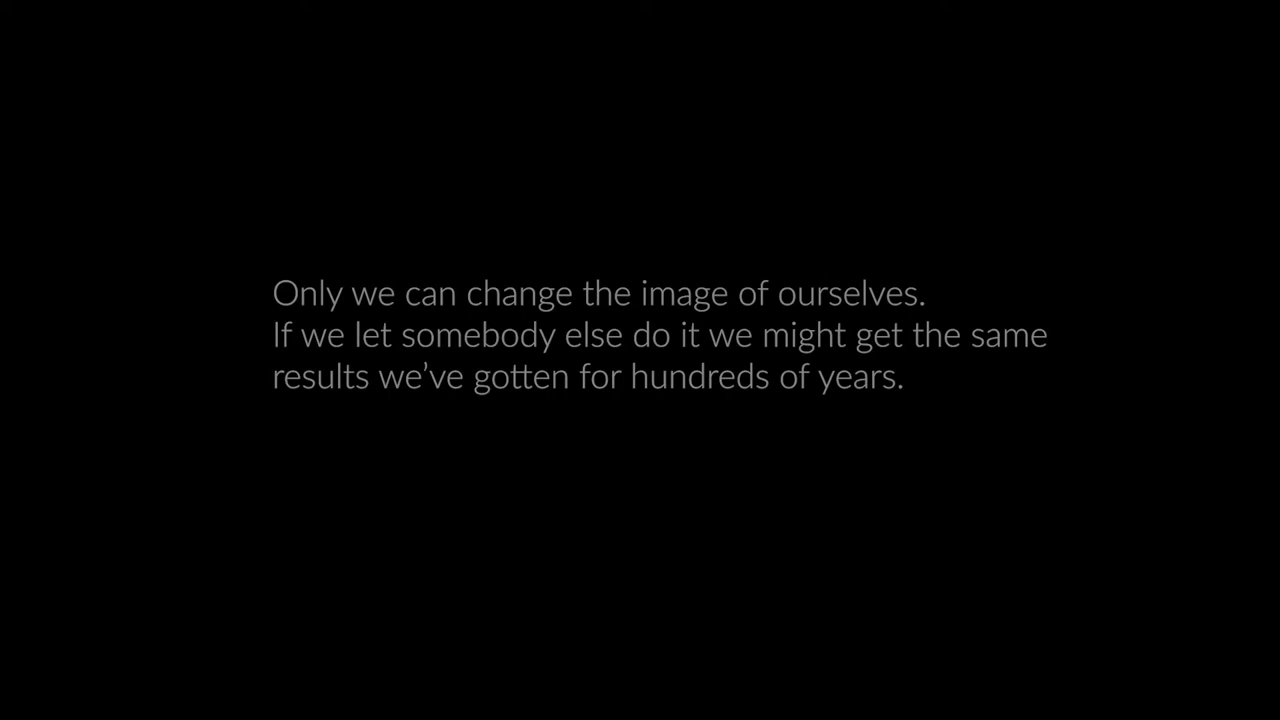 Only we can change the image of ourselves.
If we let somebody else do it we might get the same
results we’ve gotten for hundreds of years.